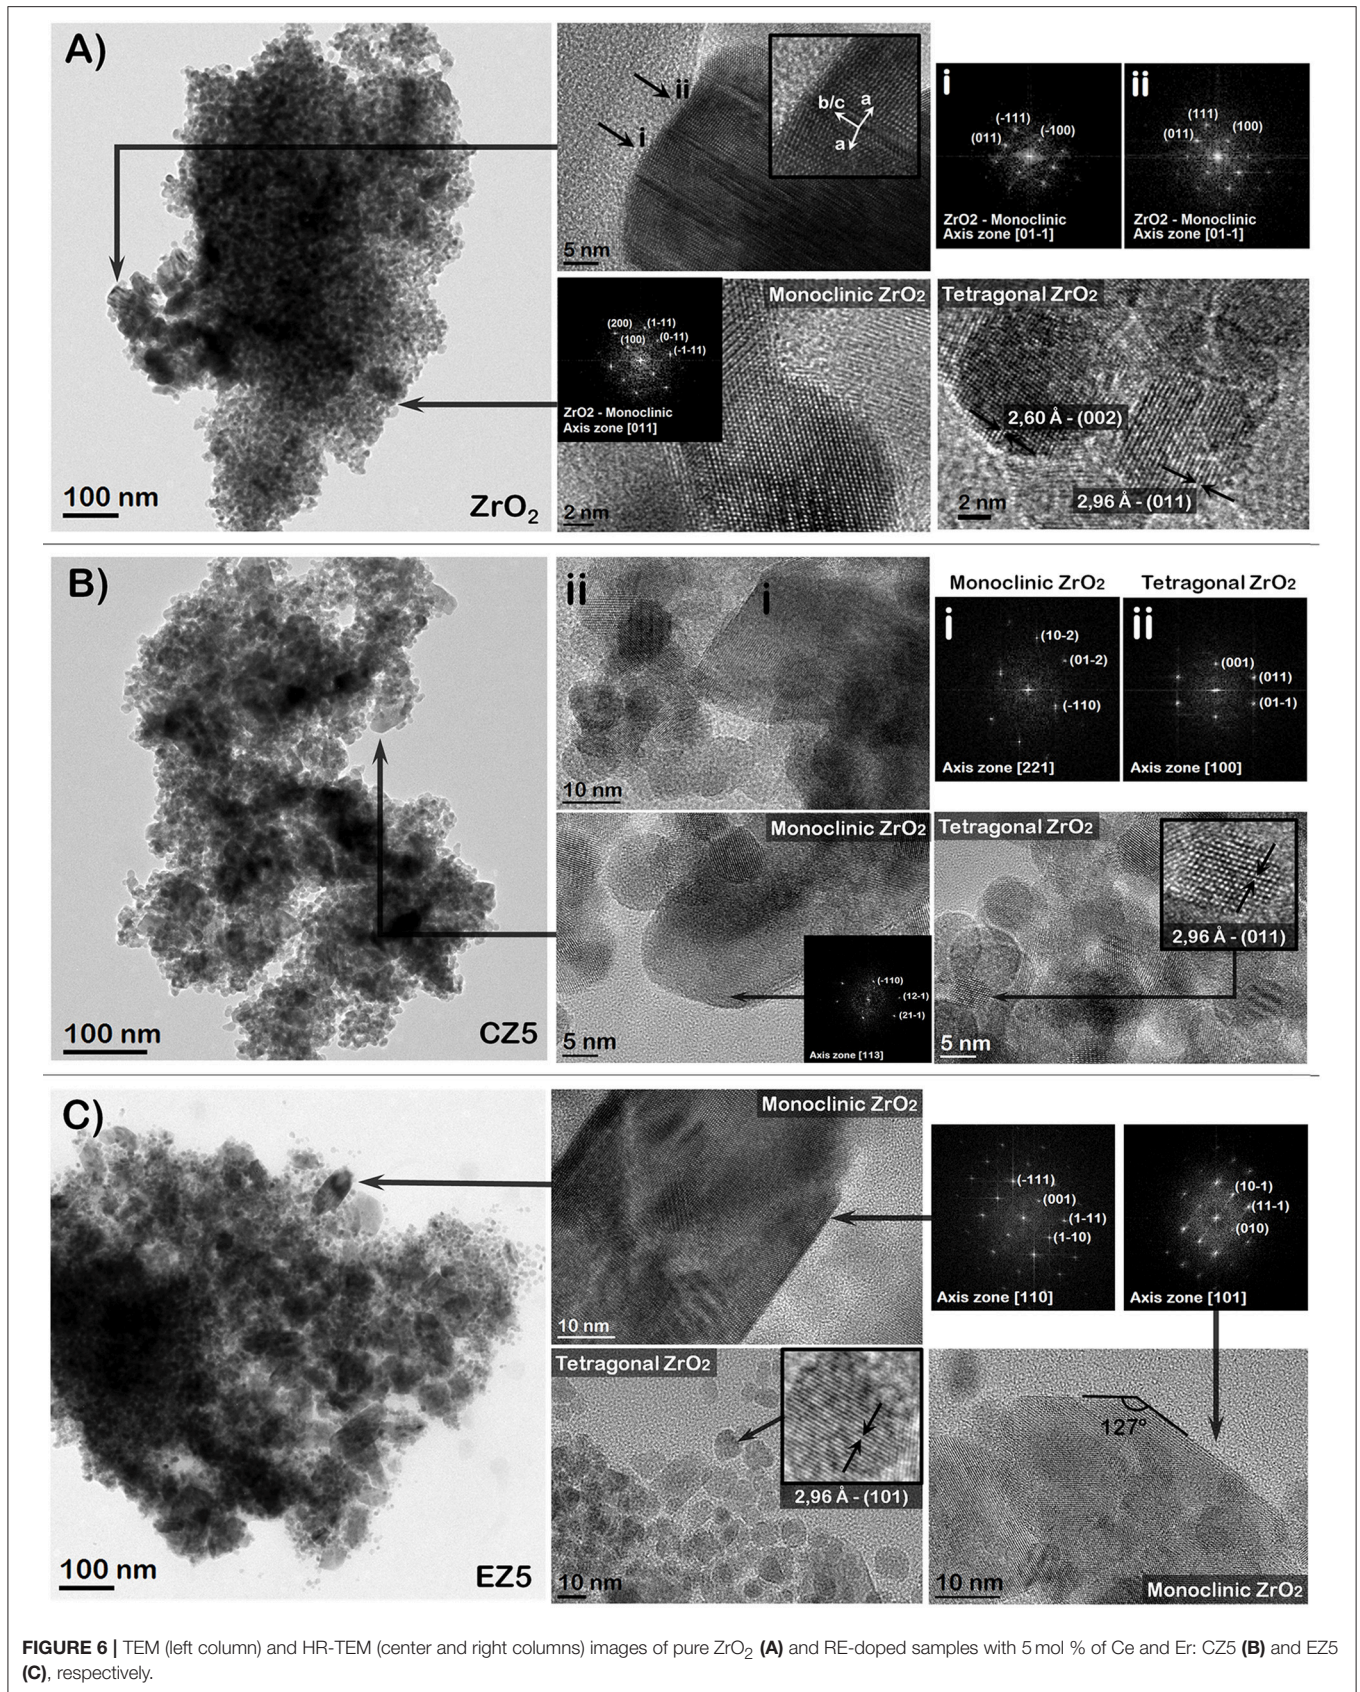 A)
ii
i
b/c
a
a
5 nm
i
(-111)
(011)
(-100)
ZrO2 - Monoclinic
Axis zone [01-1]
ii
(111)
(011)
(100)
ZrO2 - Monoclinic
Axis zone [01-1]
100 nm
ZrO2
Monoclinic ZrO2
(200)
(1-11)
(100)
(0-11)
(-1-11)
ZrO2 - Monoclinic
Axis zone [011]
2 nm
Tetragonal ZrO2
2,60 Å - (002)
2,96 Å - (011)
2 nm
B)
100 nm
CZ5
ii
i
10 nm
Monoclinic ZrO2
i
(10-2)
(01-2)
(-110)
Axis zone [221]
Tetragonal ZrO2
ii
(001)
(011)
(01-1)
Axis zone [100]
Monoclinic ZrO2
(-110)
(12-1)
(21-1)
Axis zone [113]
5 nm
Tetragonal ZrO2
2,96 Å - (011)
5 nm
C)
100 nm
EZ5
Monoclinic ZrO2
10 nm
(-111)
(001)
(1-11)
(1-10)
Axis zone [110]
(10-1)
(11-1)
(010)
Axis zone [101]
Tetragonal ZrO2
2,96 Å - (101)
10 nm
127°
10 nm
Monoclinic ZrO2
FIGURE 6 | TEM (left column) and HR-TEM (center and right columns) images of pure ZrO2 (A) and RE-doped samples with 5 mol % of Ce and Er: CZ5 (B) and EZ5
(C), respectively.